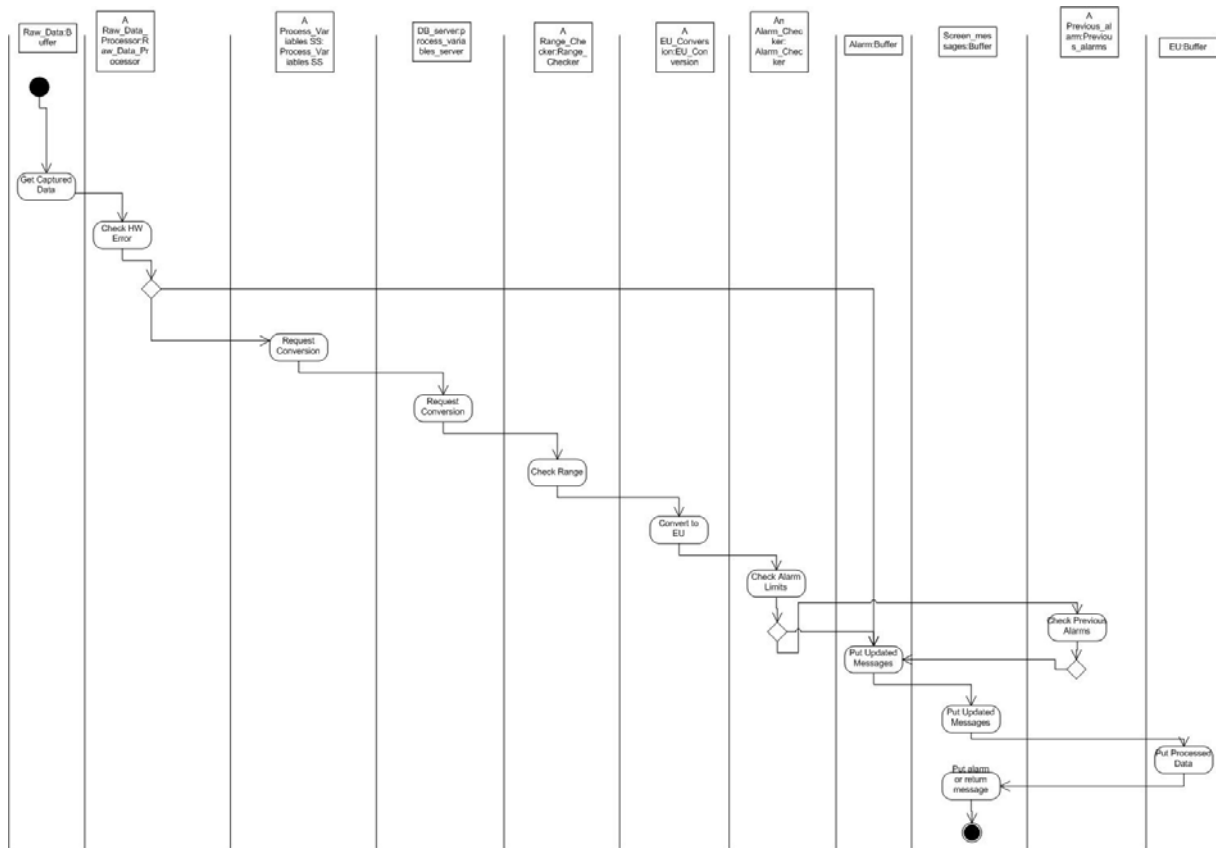 Raw_Data:B
uffer
A
Raw_Data_
Processor:R
aw_Data_Pr
ocessor
A
Process_Var
iables SS:
Process_Var
iables SS
DB_server:p
rocess_varia
bles_server
A
Range_Che
cker:Range_
Checker
A
EU_Convers
ion:EU_Con
version
An
Alarm_Chec
ker:
Alarm_Chec
ker
Alarm:Buffer
Screen_mes
sages:Buffer
A
Previous_al
arm:Previou
s_alarms
EU:Buffer
Get Captured
Data
Check HW
Error
Request
Conversion
Request
Conversion
Check Range
Convert to
EU
Check Alarm
Limits
Check Previous
Alarms
Put Updated
Messages
Put Updated
Messages
Put Processed
Data
Put alarm
or return
message